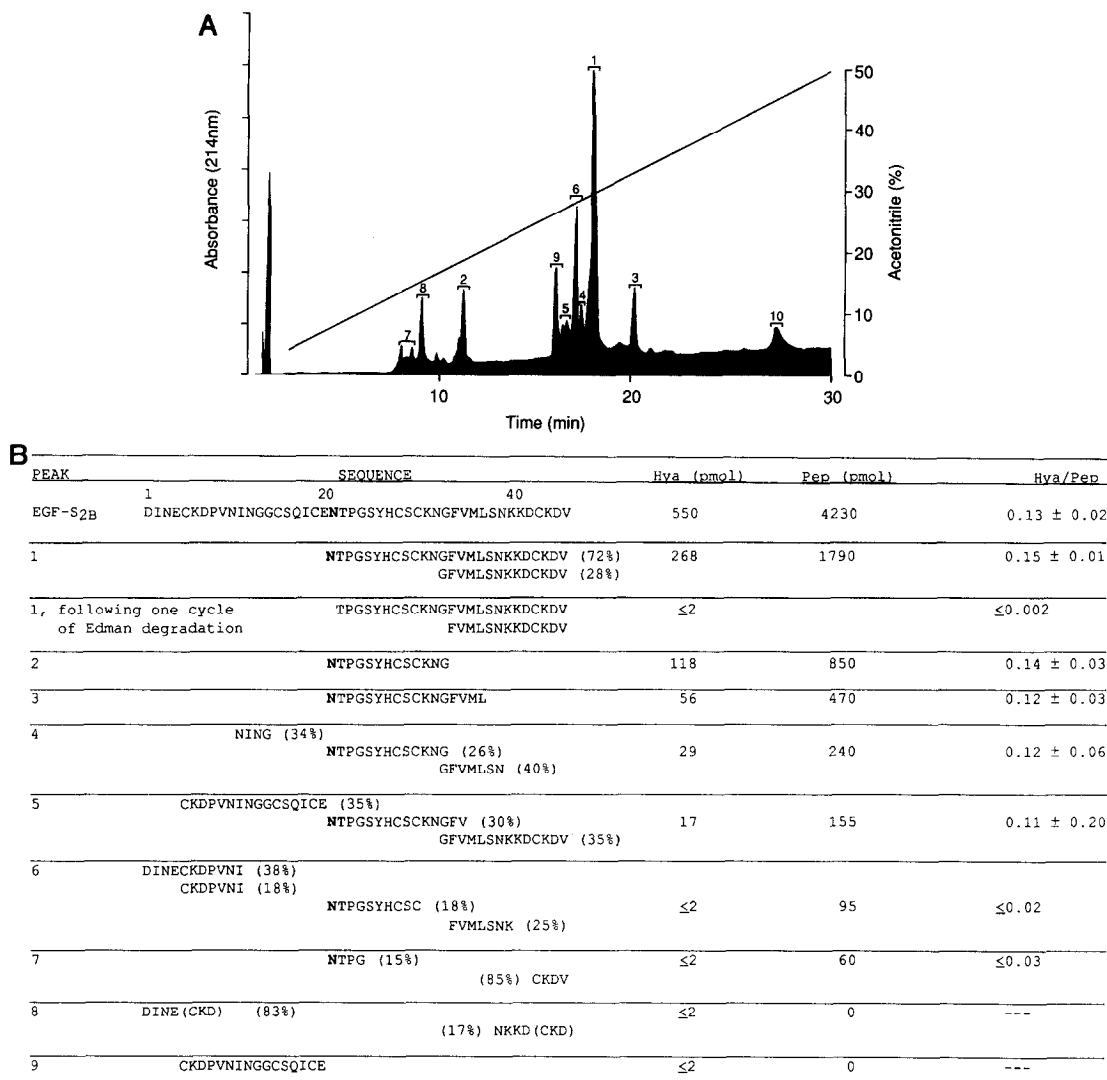 A
Absorbance (214nm)
Acetonitrile (%)
1
2
3
4
5
6
7
8
9
10
50
40
30
20
10
0
10 20 30
Time (min)
B
PEAK SEQUENCE Hya (pmol) Pep (pmol) Hya/Pep
1 20 40
EGF-S2B DINECKDPVNINGGCSQICENTPGSYHCSCKNGFVMLSNKKDCKDV 550 4230 0.13 ± 0.02
1 NTPGSYHCSCKNGFVMLSNKKDCKDV (72%) 268 1790 0.15 ± 0.01
GFVMLSNKKDCKDV (28%)
1, following one cycle TPGSYHCSCKNGFVMLSNKKDCKDV ≤2 ≤0.002
of Edman degradation FVMLSNKKDCKDV
2 NTPGSYHCSCKNG 118 850 0.14 ± 0.03
3 NTPGSYHCSCKNGFVML 56 470 0.12 ± 0.03
4 NING (34%)
NTPGSYHCSCKNG (26%) 29 240 0.12 ± 0.06
GFVMLSN (40%)
5 CKDPVNINGGCSQICE (35%)
NTPGSYHCSCKNGFV (30%) 17 155 0.11 ± 0.20
GFVMLSNKKDCKDV (35%)
6 DINECKDPVNI (38%)
CKDPVNI (18%)
NTPGSYHCSC (18%) ≤2 95 ≤0.02
FVMLSNK (25%)
7 NTPG (15%) ≤2 60 ≤0.03
(85%) CKDV
8 DINE(CKD) (83%) ≤2 0 ---
(17%) NKKD(CKD)
9 CKDPVNINGGCSQICE ≤2 0 ---